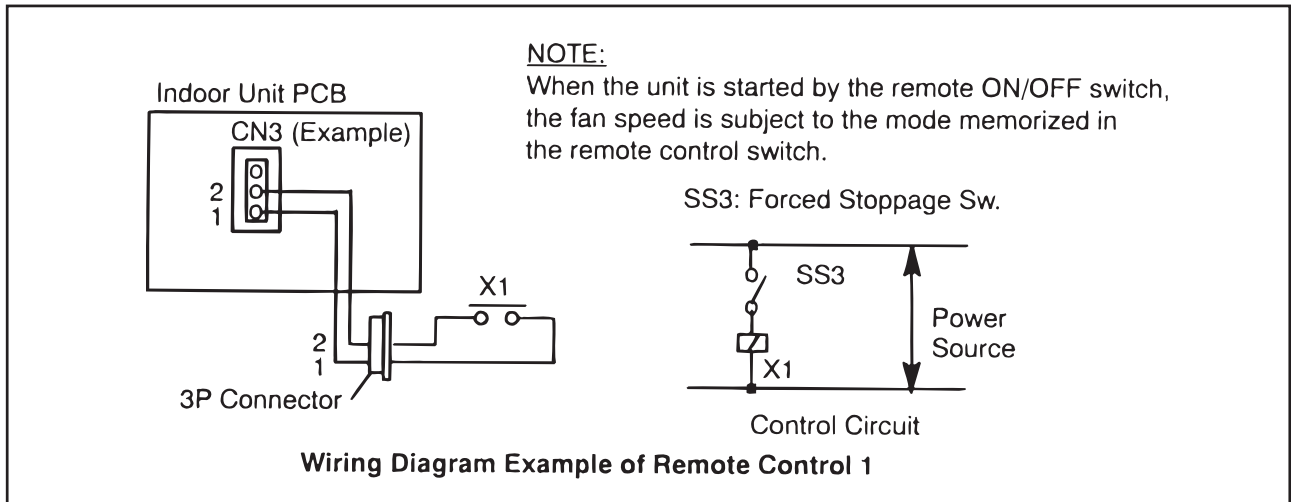 NOTE:
When the unit is started by the remote ON/OFF switch,
the fan speed is subject to the mode memorized in
the remote control switch.
Indoor Unit PCB
CN3 (Example)
2
1
X1
2
1
3P Connector
SS3: Forced Stoppage Sw.
SS3
X1
Power
Source
Control Circuit
Wiring Diagram Example of Remote Control 1